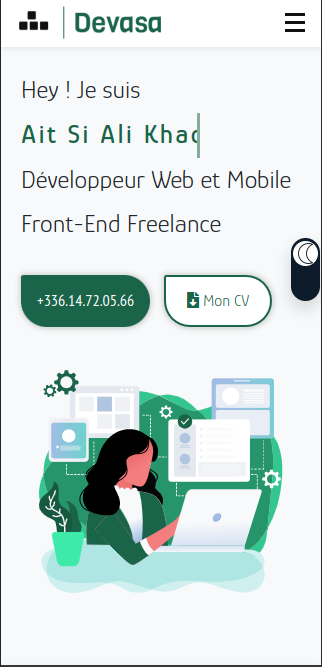 Devasa
Hey ! Je suis
Ait Si Ali
Développeur Web et Mobile
Front-End Freelance
+336.14.72.05.66
Mon CV